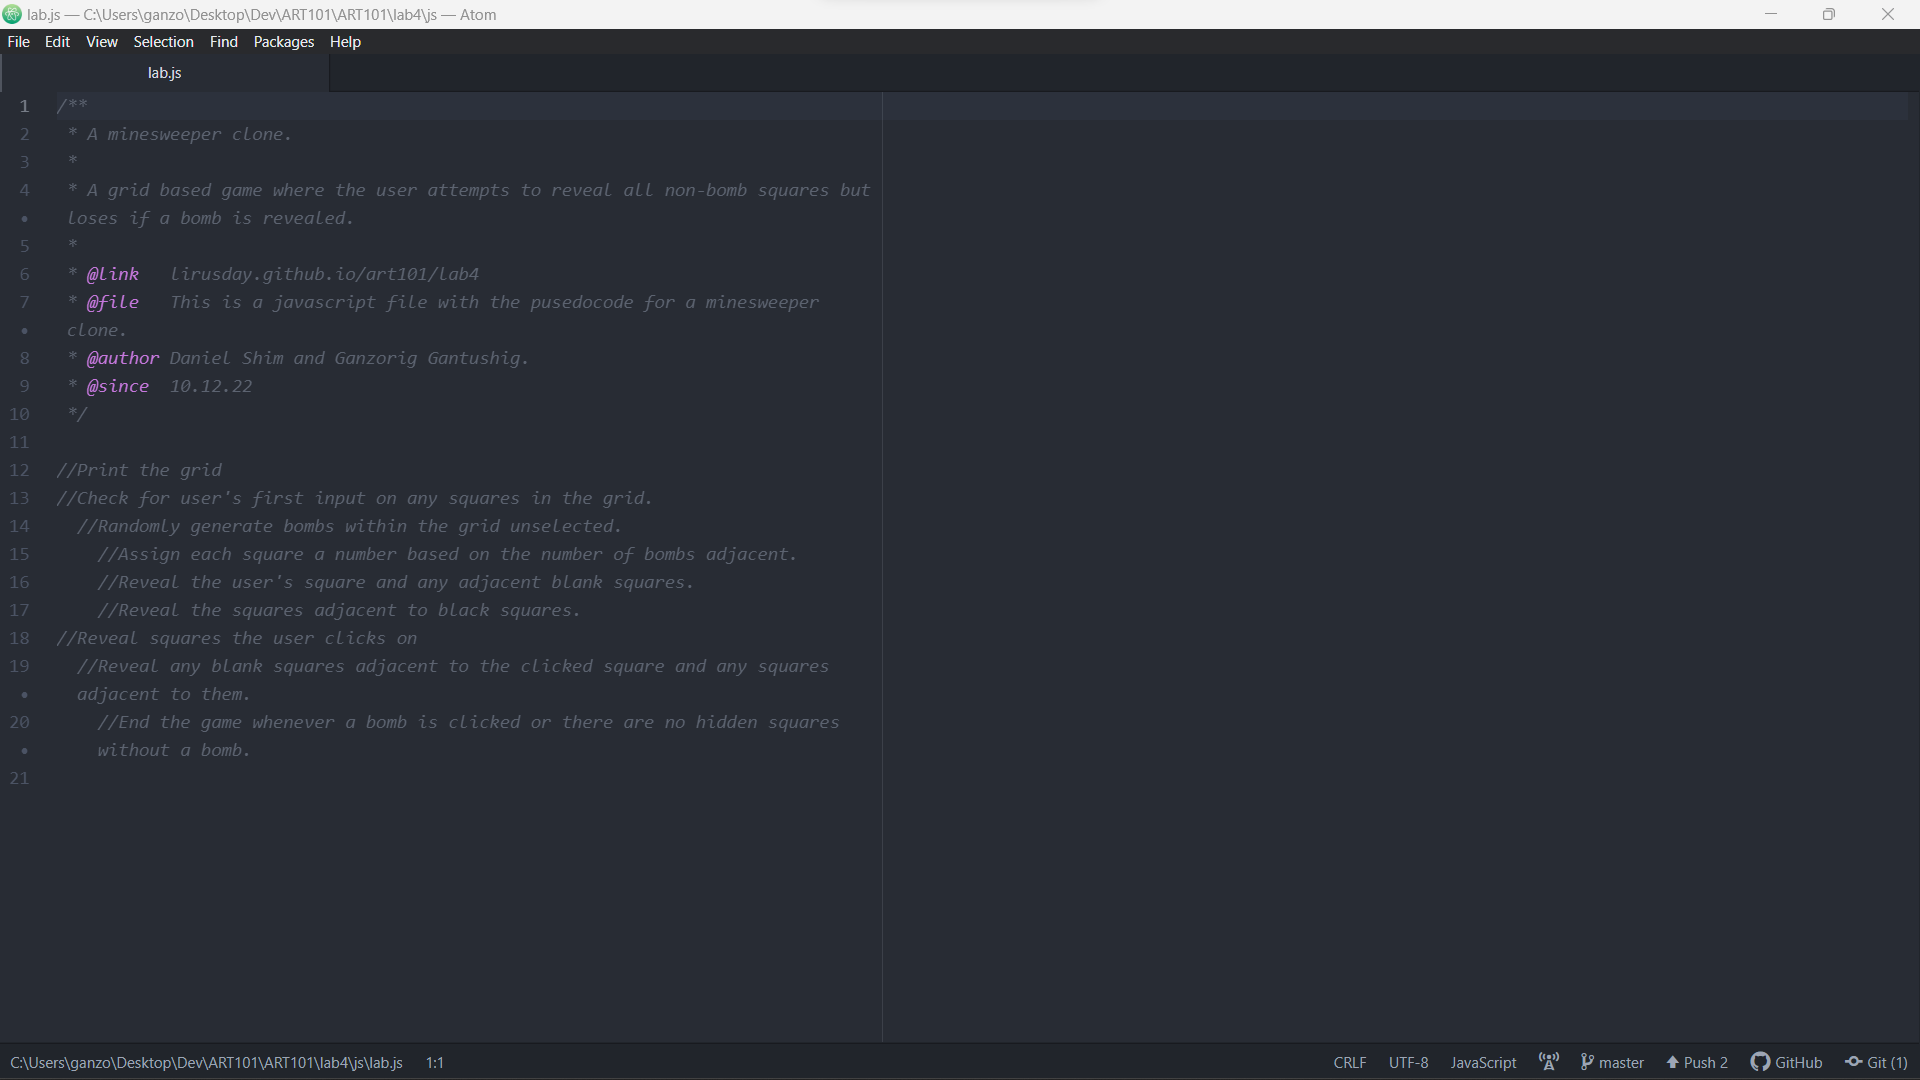 lab.js — C:\Users\ganzo\Desktop\Dev\ART101\ART101\lab4\js — Atom
File Edit View Selection Find Packages Help
lab.js
1 /**
2 * A minesweeper clone.
3 *
4 * A grid based game where the user attempts to reveal all non-bomb squares but
• loses if a bomb is revealed.
5 *
6 * @link lirusday.github.io/art101/lab4
7 * @file This is a javascript file with the pusedocode for a minesweeper
• clone.
8 * @author Daniel Shim and Ganzorig Gantushig.
9 * @since 10.12.22
10 */
11
12 //Print the grid
13 //Check for user's first input on any squares in the grid.
14 //Randomly generate bombs within the grid unselected.
15 //Assign each square a number based on the number of bombs adjacent.
16 //Reveal the user's square and any adjacent blank squares.
17 //Reveal the squares adjacent to black squares.
18 //Reveal squares the user clicks on
19 //Reveal any blank squares adjacent to the clicked square and any squares
• adjacent to them.
20 //End the game whenever a bomb is clicked or there are no hidden squares
• without a bomb.
21
C:\Users\ganzo\Desktop\Dev\ART101\ART101\lab4\js\lab.js 1:1 CRLF UTF-8 JavaScript master Push 2 GitHub Git (1)